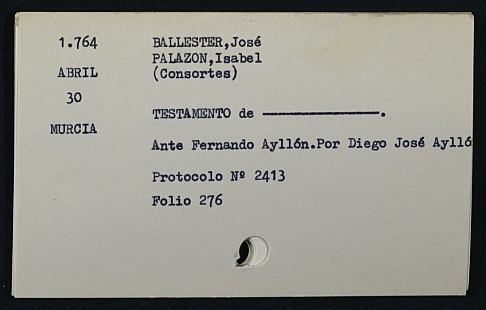 1.764
ABRIL
30
MURCIA
BALLESTER,José
PALAZON,Isabel
(Consortes)
TESTAMENTO de ——————————.
Ante Fernando Ayllón.Por Diego José Aylló
Protocolo Nº 2413
Folio 276